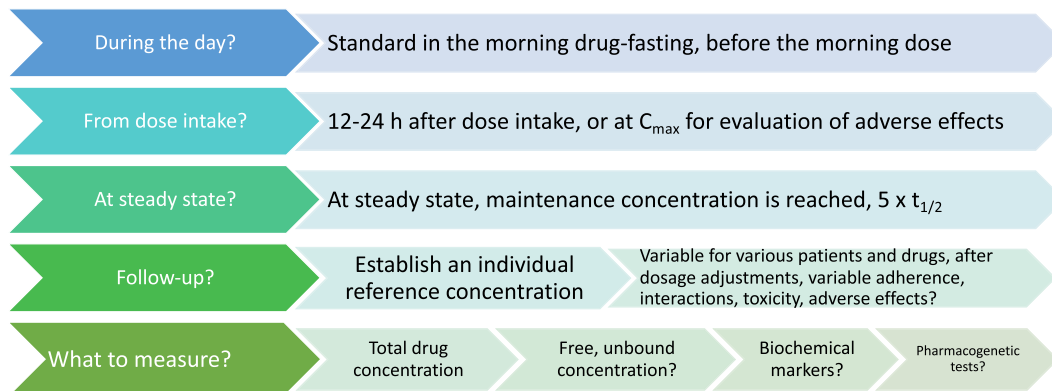 During the day?
Standard in the morning drug-fasting, before the morning dose
From dose intake?
12-24 h after dose intake, or at Cmax for evaluation of adverse effects
At steady state?
At steady state, maintenance concentration is reached, 5 x t1/2
Follow-up?
Establish an individual
reference concentration
Variable for various patients and drugs, after
dosage adjustments, variable adherence,
interactions, toxicity, adverse effects?
What to measure?
Total drug
concentration
Free, unbound
concentration?
Biochemical
markers?
Pharmacogenetic
tests?